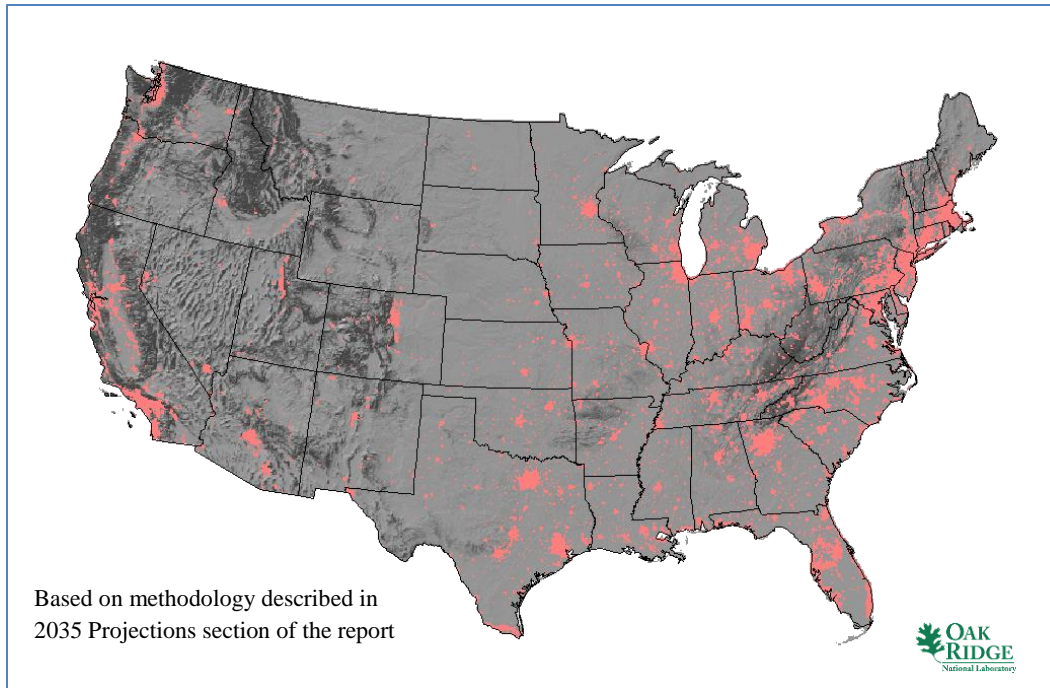 Based on methodology described in
2035 Projections section of the report
OAK
RIDGE
National Laboratory